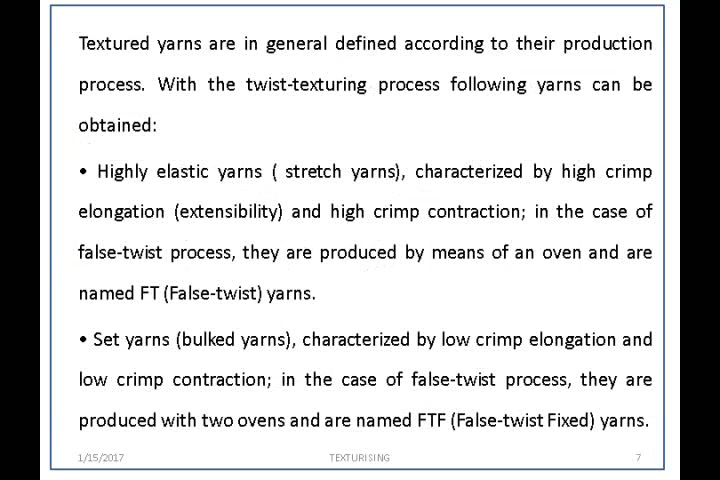 Textured yarns are in general defined according to their production
process. With the twist-texturing process following yarns can be
obtained:
• Highly elastic yarns ( stretch yarns), characterized by high crimp
elongation (extensibility) and high crimp contraction; in the case of
false-twist process, they are produced by means of an oven and are
named FT (False-twist) yarns.
• Set yarns (bulked yarns), characterized by low crimp elongation and
low crimp contraction; in the case of false-twist process, they are
produced with two ovens and are named FTF (False-twist Fixed) yarns.
1/15/2017 TEXTURISING 7